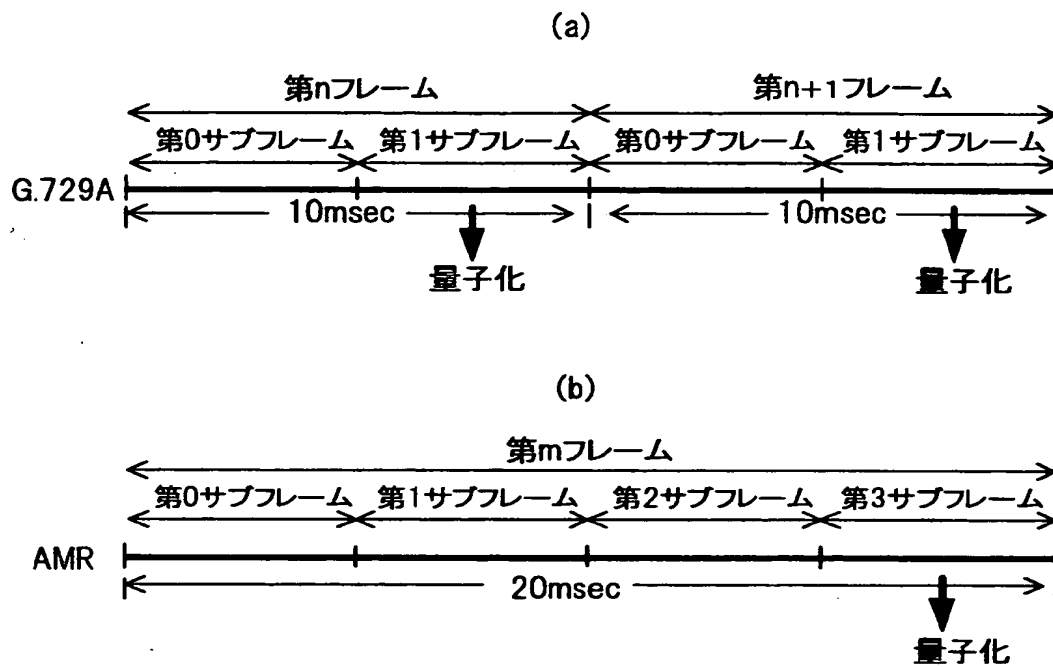 (a)
第nフレーム 第n+1フレーム
第0サブフレーム 第1サブフレーム 第0サブフレーム 第1サブフレーム
G.729A
10msec 10msec
量子化 量子化
(b)
第mフレーム
第0サブフレーム 第1サブフレーム 第2サブフレーム 第3サブフレーム
AMR
20msec
量子化